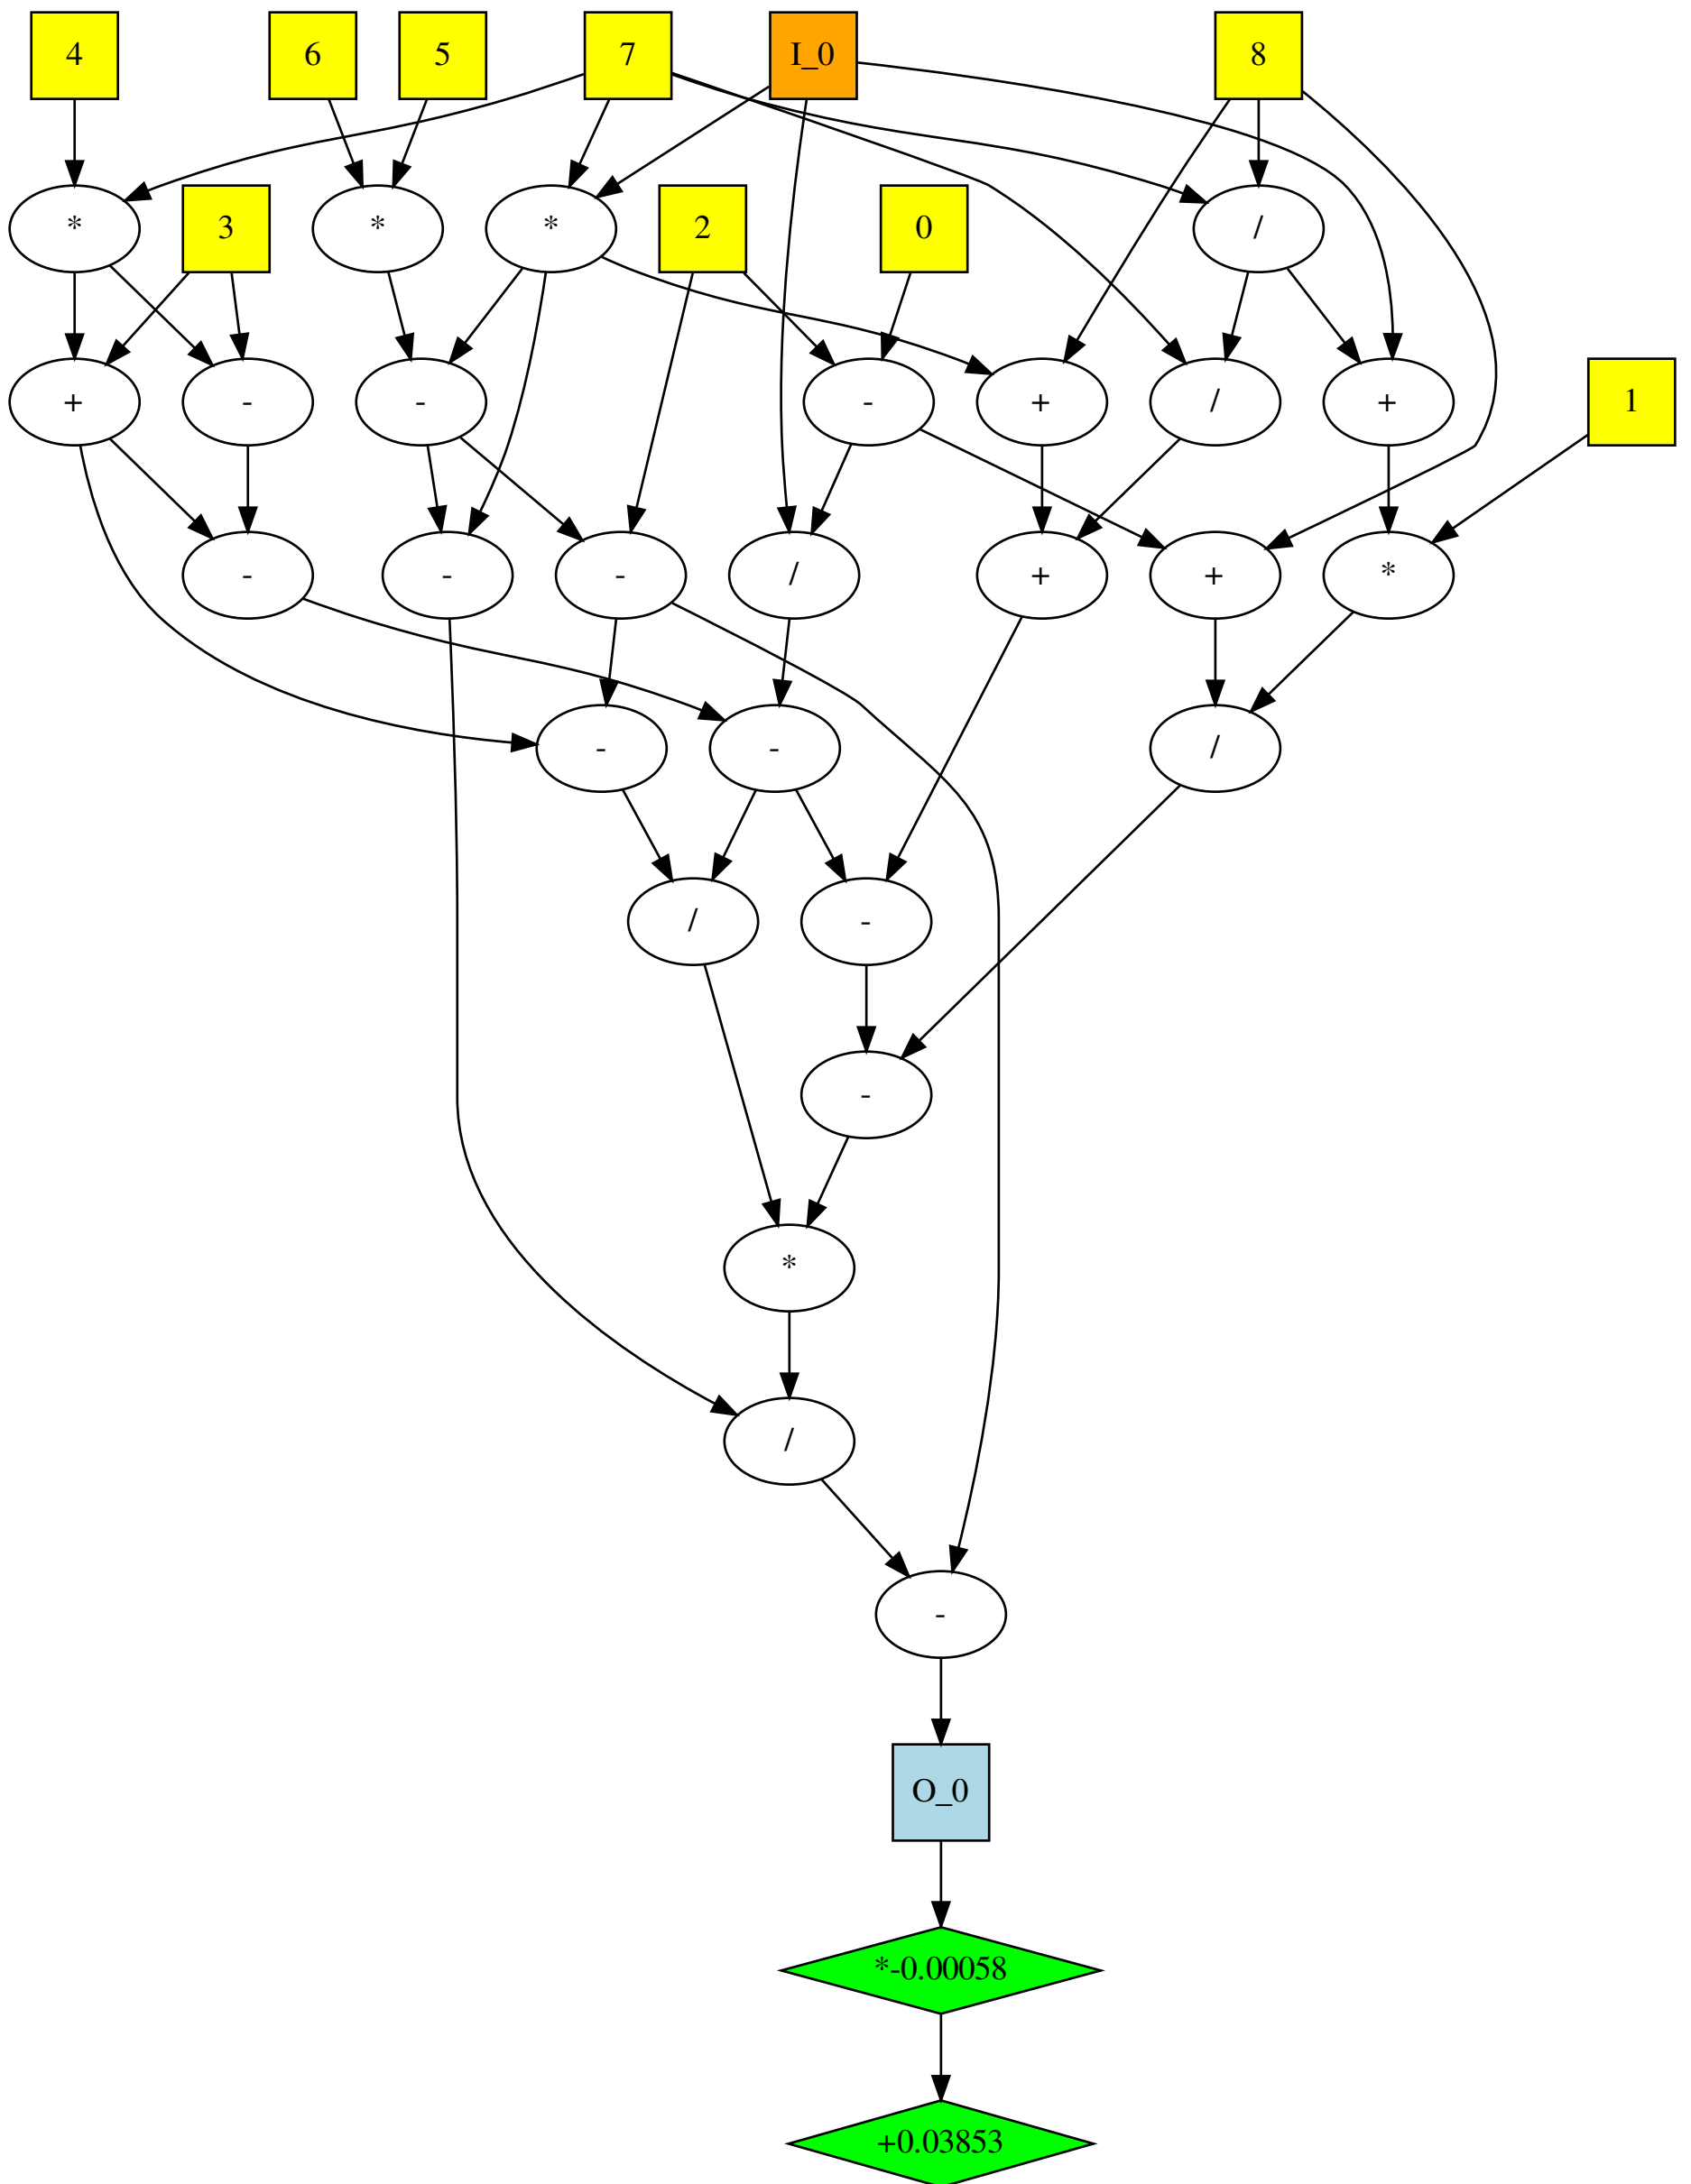 4 6 5 7 I_0 8
* 3 * * 2 0 /
+ - - - + / + 1
- - - / + + *
- - /
/ -
-
*
/
-
O_0
*-0.00058
+0.03853